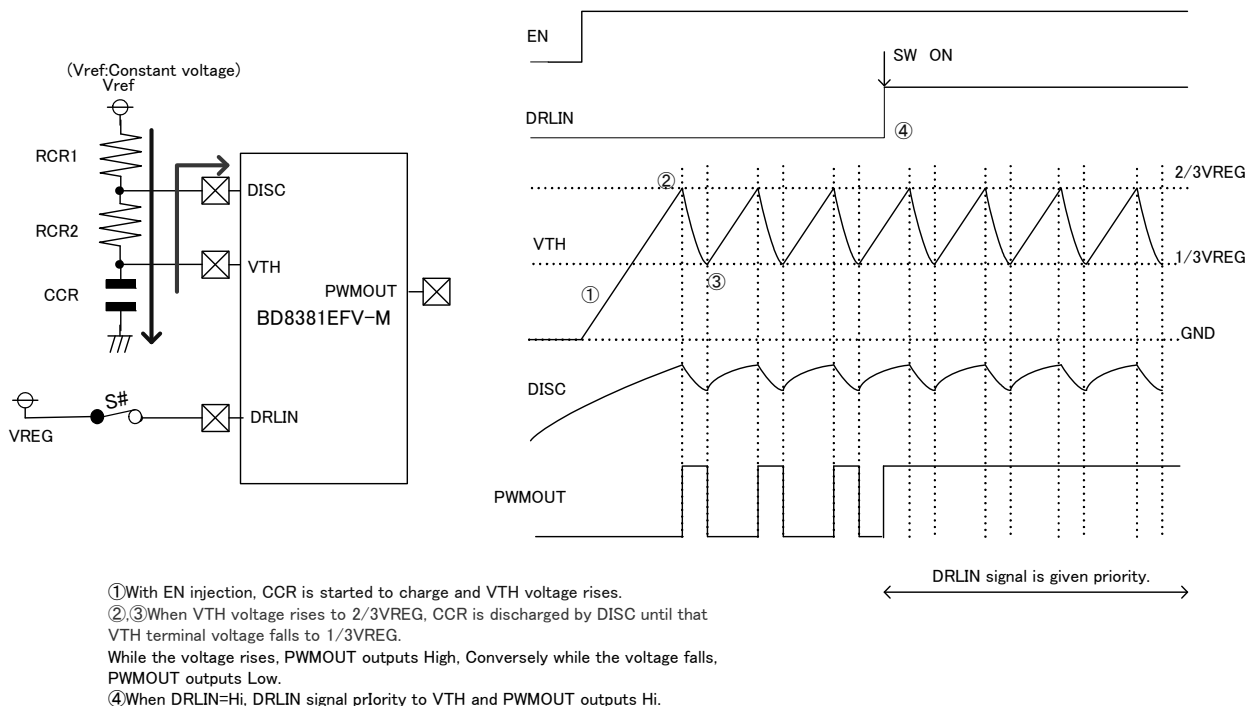 (Vref:Constant voltage)
Vref
RCR1
RCR2
CCR
DISC
VTH
PWMOUT
BD8381EFV-M
S#
DRLIN
VREG
EN
SW ON
DRLIN
④
②
2/3VREG
VTH
1/3VREG
①
③
GND
DISC
PWMOUT
DRLIN signal is given priority.
①With EN injection, CCR is started to charge and VTH voltage rises.
②,③When VTH voltage rises to 2/3VREG, CCR is discharged by DISC until that
VTH terminal voltage falls to 1/3VREG.
While the voltage rises, PWMOUT outputs High, Conversely while the voltage falls,
PWMOUT outputs Low.
④When DRLIN=Hi, DRLIN signal prIority to VTH and PWMOUT outputs Hi.